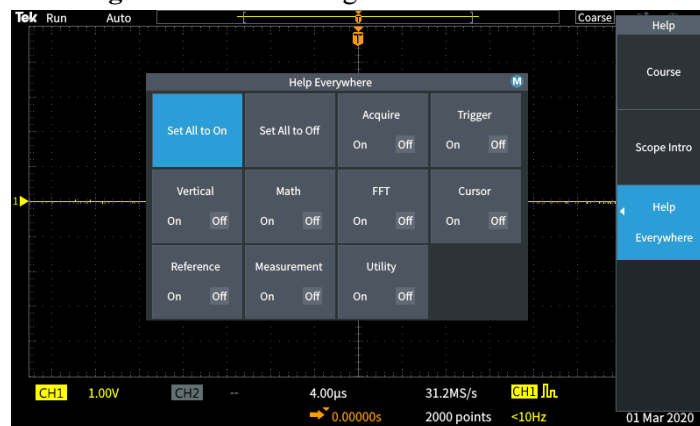 Tek Run Auto Coarse
T
T
Help
Course
Scope Intro
Help
Everywhere
Help Everywhere M
Set All to On
Set All to Off
Acquire
On Off
Trigger
On Off
Vertical
On Off
Math
On Off
FFT
On Off
Cursor
On Off
Reference
On Off
Measurement
On Off
Utility
On Off
1
CH1 1.00V CH2 -- 4.00µs 31.2MS/s CH1
0.00000s 2000 points <10Hz 01 Mar 2020